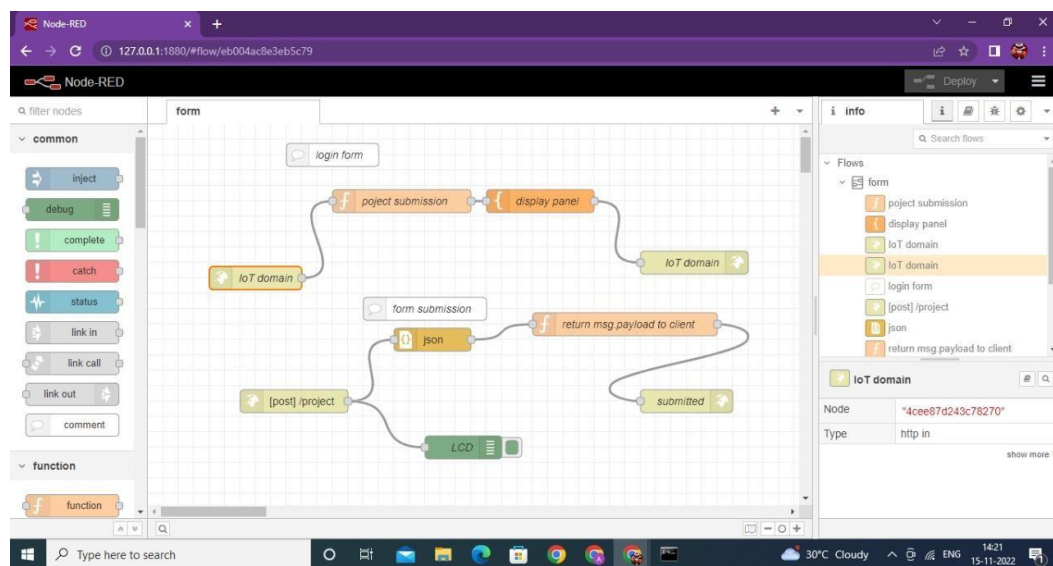 Node-RED
127.0.0.1:1880/#flow/eb004ac8e3eb5c79
Node-RED
Deploy
filter nodes
common
inject
debug
complete
catch
status
link in
link call
link out
comment
function
function
form
login form
poject submission
display panel
IoT domain
IoT domain
form submission
json
return msg.payload to client
[post] /project
submitted
LCD
i info
i
Search flows
Flows
form
poject submission
display panel
IoT domain
IoT domain
login form
[post] /project
json
return msg.payload to client
IoT domain
Node "4cee87d243c78270"
Type http in
show more
Type here to search
30°C Cloudy
ENG
14:21
15-11-2022